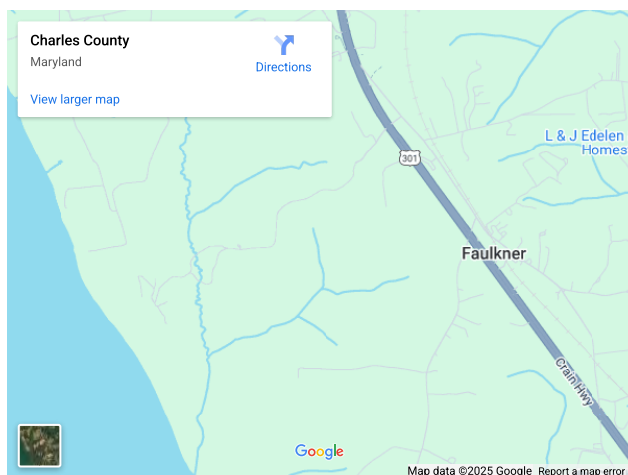 Charles County
Maryland
Directions
View larger map
301
L & J Edelen
Homes
Faulkner
Crain Hwy
Google
Map data ©2025 Google Report a map error